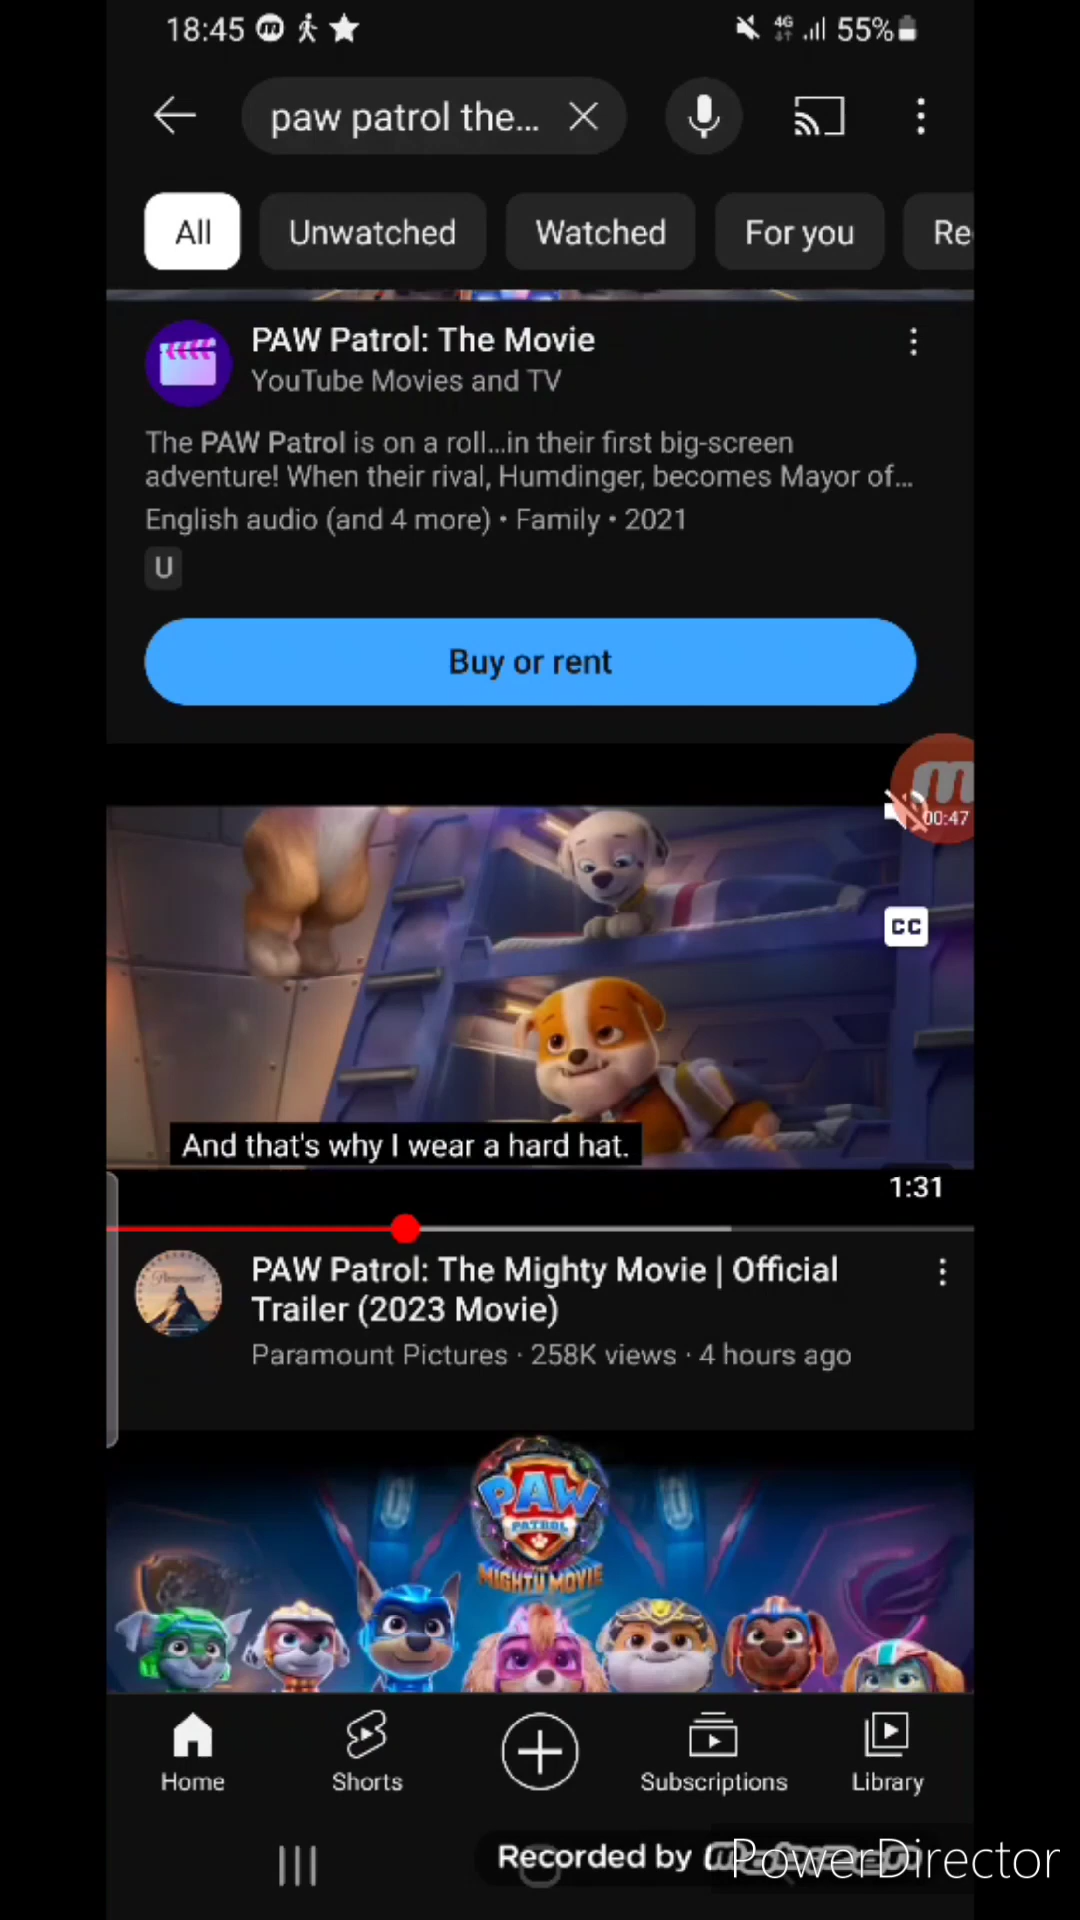 18:45
4G
55%
paw patrol the...
All
Unwatched
Watched
For you
Re
PAW Patrol: The Movie
YouTube Movies and TV
The PAW Patrol is on a roll...in their first big-screen
adventure! When their rival, Humdinger, becomes Mayor of...
English audio (and 4 more) • Family • 2021
U
Buy or rent
00:47
CC
And that's why I wear a hard hat.
1:31
PAW Patrol: The Mighty Movie | Official
Trailer (2023 Movie)
Paramount
Paramount Pictures · 258K views · 4 hours ago
PAW
PATROL
MIGHTY MOVIE
Home
Shorts
Subscriptions
Library
Recorded by
PowerDirector